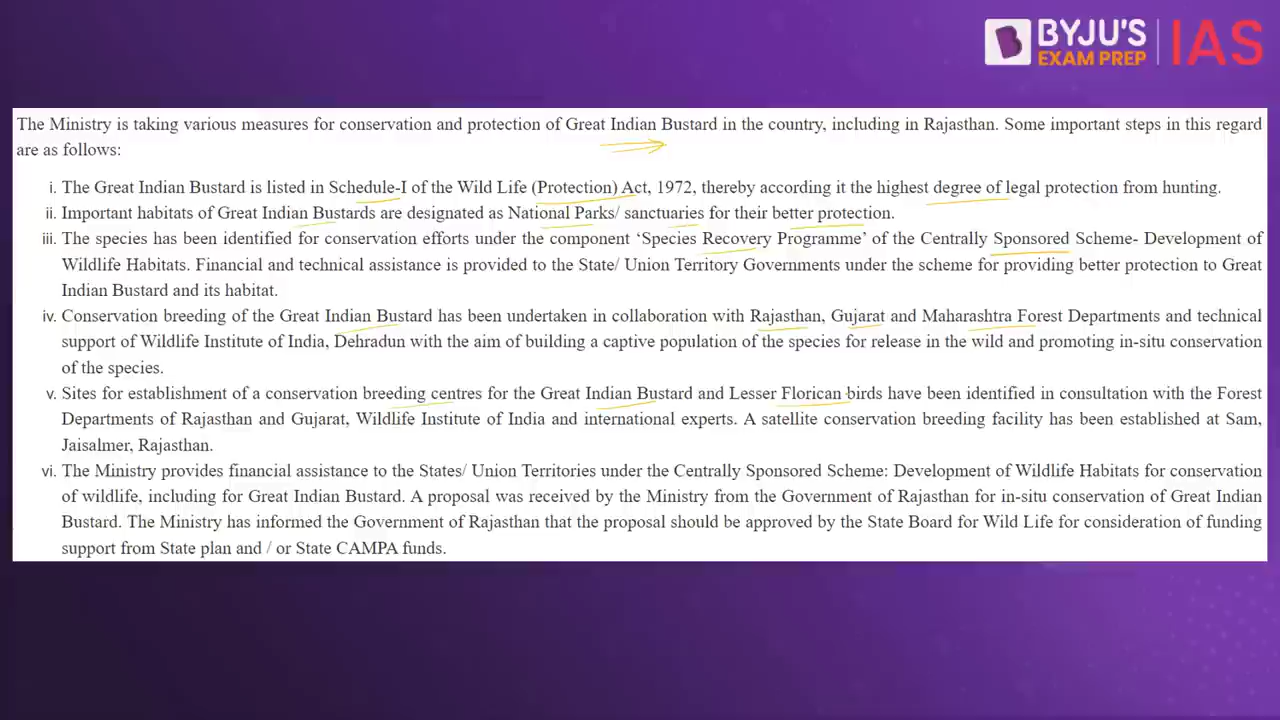 BYJU'S
EXAM PREP
IAS
The Ministry is taking various measures for conservation and protection of Great Indian Bustard in the country, including in Rajasthan. Some important steps in this regard
are as follows:
i. The Great Indian Bustard is listed in Schedule-I of the Wild Life (Protection) Act, 1972, thereby according it the highest degree of legal protection from hunting.
ii. Important habitats of Great Indian Bustards are designated as National Parks/ sanctuaries for their better protection.
iii. The species has been identified for conservation efforts under the component ‘Species Recovery Programme’ of the Centrally Sponsored Scheme- Development of
Wildlife Habitats. Financial and technical assistance is provided to the State/ Union Territory Governments under the scheme for providing better protection to Great
Indian Bustard and its habitat.
iv. Conservation breeding of the Great Indian Bustard has been undertaken in collaboration with Rajasthan, Gujarat and Maharashtra Forest Departments and technical
support of Wildlife Institute of India, Dehradun with the aim of building a captive population of the species for release in the wild and promoting in-situ conservation
of the species.
v. Sites for establishment of a conservation breeding centres for the Great Indian Bustard and Lesser Florican birds have been identified in consultation with the Forest
Departments of Rajasthan and Gujarat, Wildlife Institute of India and international experts. A satellite conservation breeding facility has been established at Sam,
Jaisalmer, Rajasthan.
vi. The Ministry provides financial assistance to the States/ Union Territories under the Centrally Sponsored Scheme: Development of Wildlife Habitats for conservation
of wildlife, including for Great Indian Bustard. A proposal was received by the Ministry from the Government of Rajasthan for in-situ conservation of Great Indian
Bustard. The Ministry has informed the Government of Rajasthan that the proposal should be approved by the State Board for Wild Life for consideration of funding
support from State plan and / or State CAMPA funds.